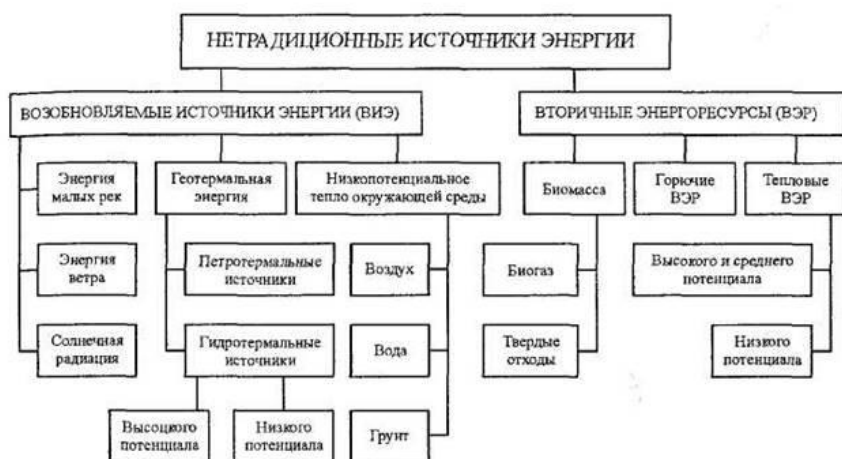 НЕТРАДИЦИОННЫЕ ИСТОЧНИКИ ЭНЕРГИИ
ВОЗОБНОВЛЯЕМЫЕ ИСТОЧНИКИ ЭНЕРГИИ (ВИЭ)
ВТОРИЧНЫЕ ЭНЕРГОРЕСУРСЫ (ВЭР)
Энергия
малых рек
Геотермальная
энергия
Низкопотенциальное
тепло окружающей среды
Биомасса
Горючие
ВЭР
Тепловые
ВЭР
Энергия
ветра
Петротермальные
источники
Воздух
Биогаз
Высокого и среднего
потенциала
Солнечная
радиация
Гидротермальные
источники
Вода
Твердые
отходы
Низкого
потенциала
Высоцкого
потенциала
Низкого
потенциала
Грунт